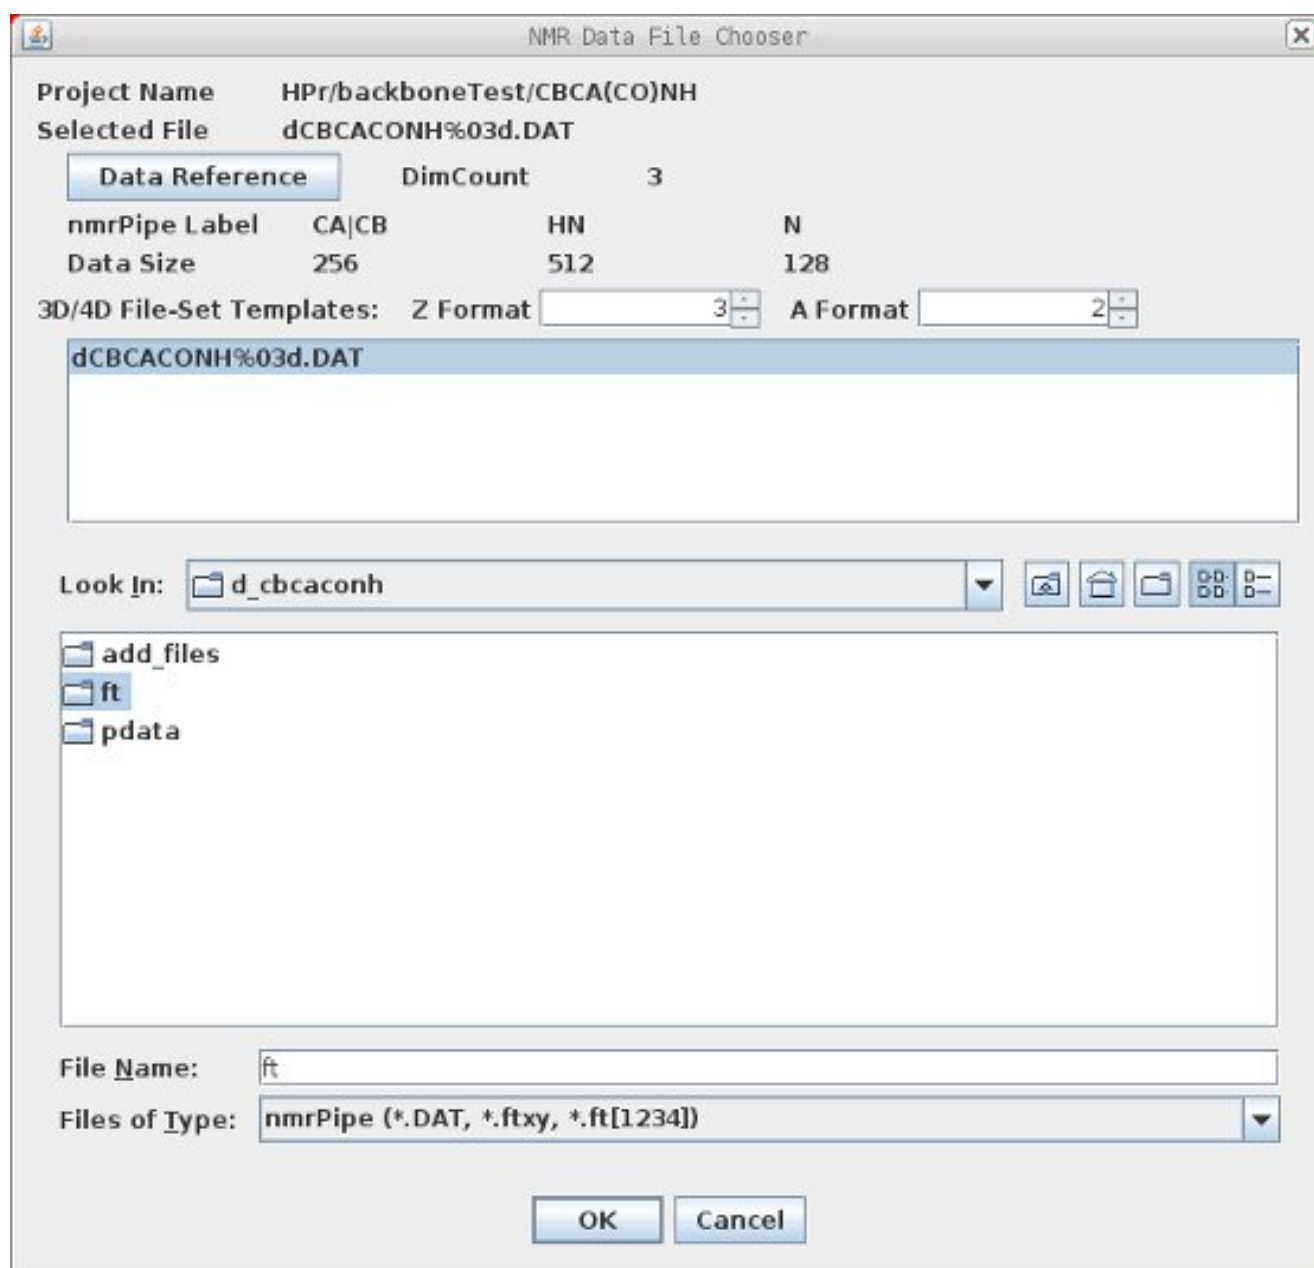 NMR Data File Chooser
Project Name HPr/backboneTest/CBCA(CO)NH
Selected File dCBCACONH%03d.DAT
Data Reference DimCount 3
nmrPipe Label CA|CB HN N
Data Size 256 512 128
3D/4D File-Set Templates: Z Format 3 A Format 2
dCBCACONH%03d.DAT
Look In: d_cbcaconh
add_files
ft
pdata
File Name: ft
Files of Type: nmrPipe (*.DAT, *.ftxy, *.ft[1234])
OK Cancel